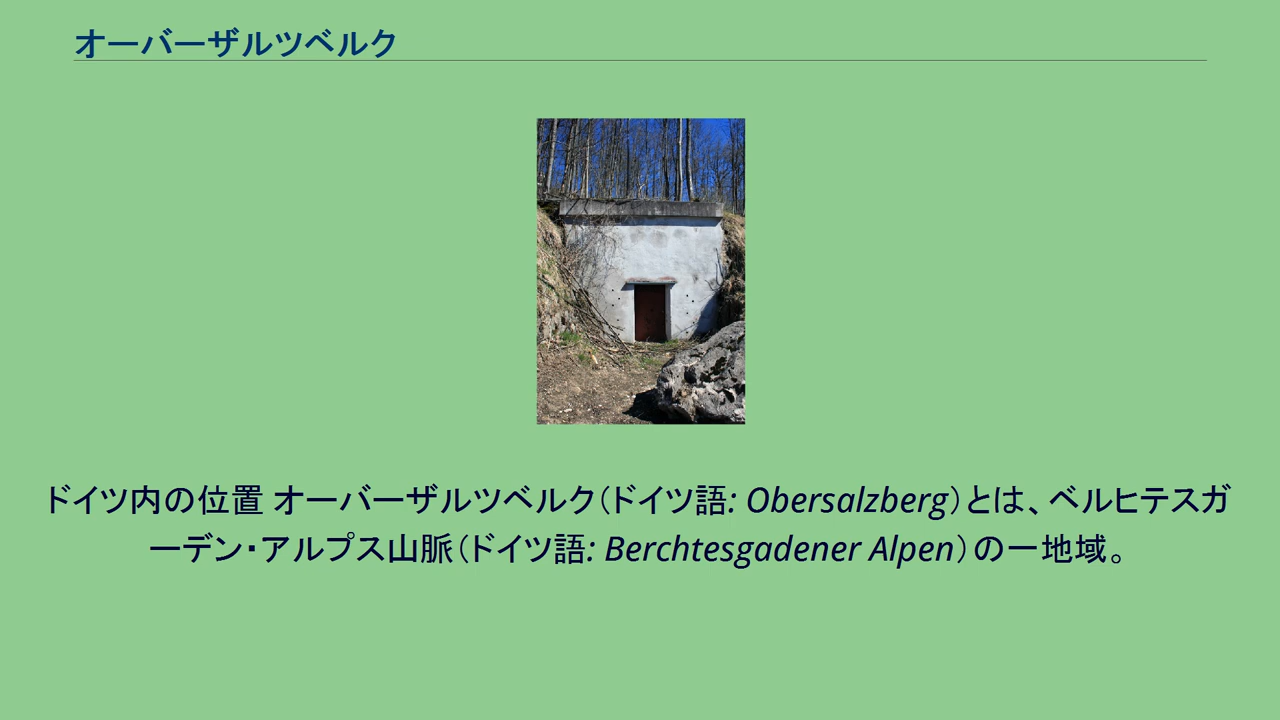 オーバーザルツベルク
ドイツ内の位置 オーバーザルツベルク（ドイツ語: Obersalzberg）とは、ベルヒテスガ
ーデン・アルプス山脈（ドイツ語: Berchtesgadener Alpen）の一地域。